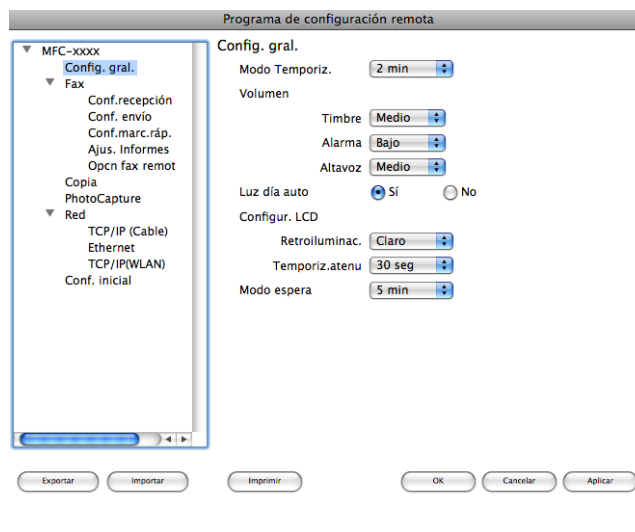 Programa de configuración remota
MFC-xxxx
Config. gral.
Fax
Conf.recepción
Conf. envío
Conf.marc.ráp.
Ajus. Informes
Opcn fax remot
Copia
PhotoCapture
Red
TCP/IP (Cable)
Ethernet
TCP/IP(WLAN)
Conf. inicial
Config. gral.
Modo Temporiz. 2 min
Volumen
Timbre Medio
Alarma Bajo
Altavoz Medio
Luz día auto Sí No
Configur. LCD
Retroiluminac. Claro
Temporiz.atenu 30 seg
Modo espera 5 min
Exportar Importar Imprimir OK Cancelar Aplicar